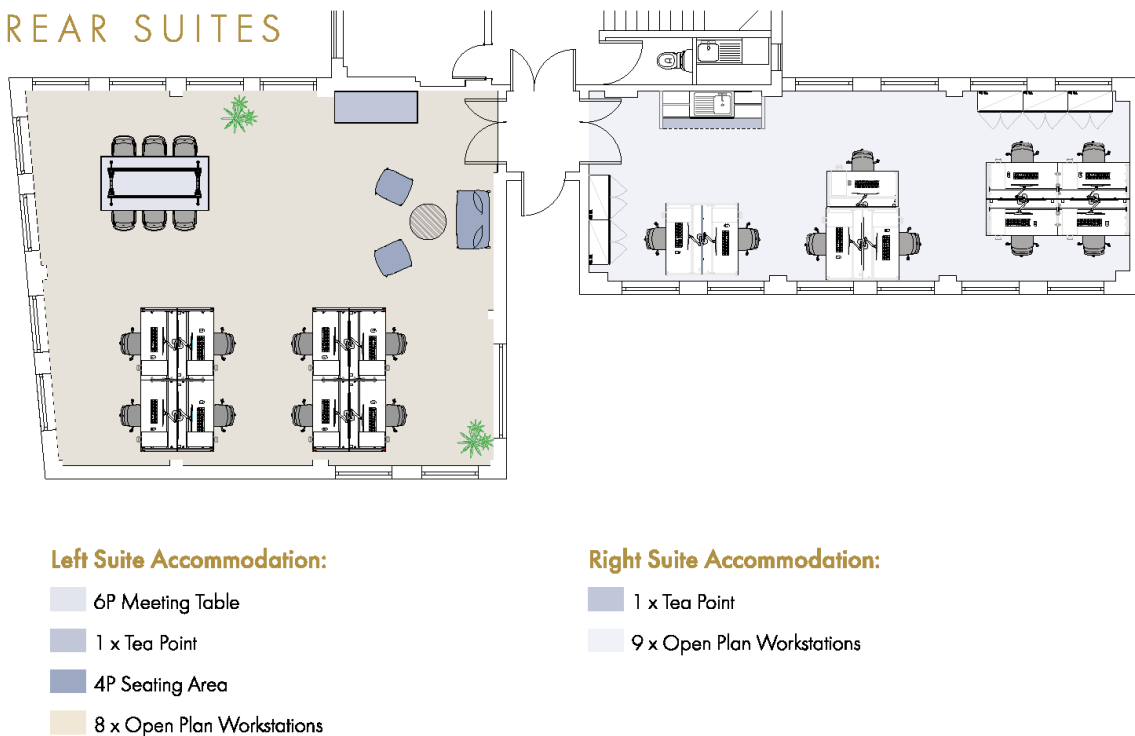 REAR SUITES
Left Suite Accommodation:
6P Meeting Table
1 x Tea Point
4P Seating Area
8 x Open Plan Workstations
Right Suite Accommodation:
1 x Tea Point
9 x Open Plan Workstations